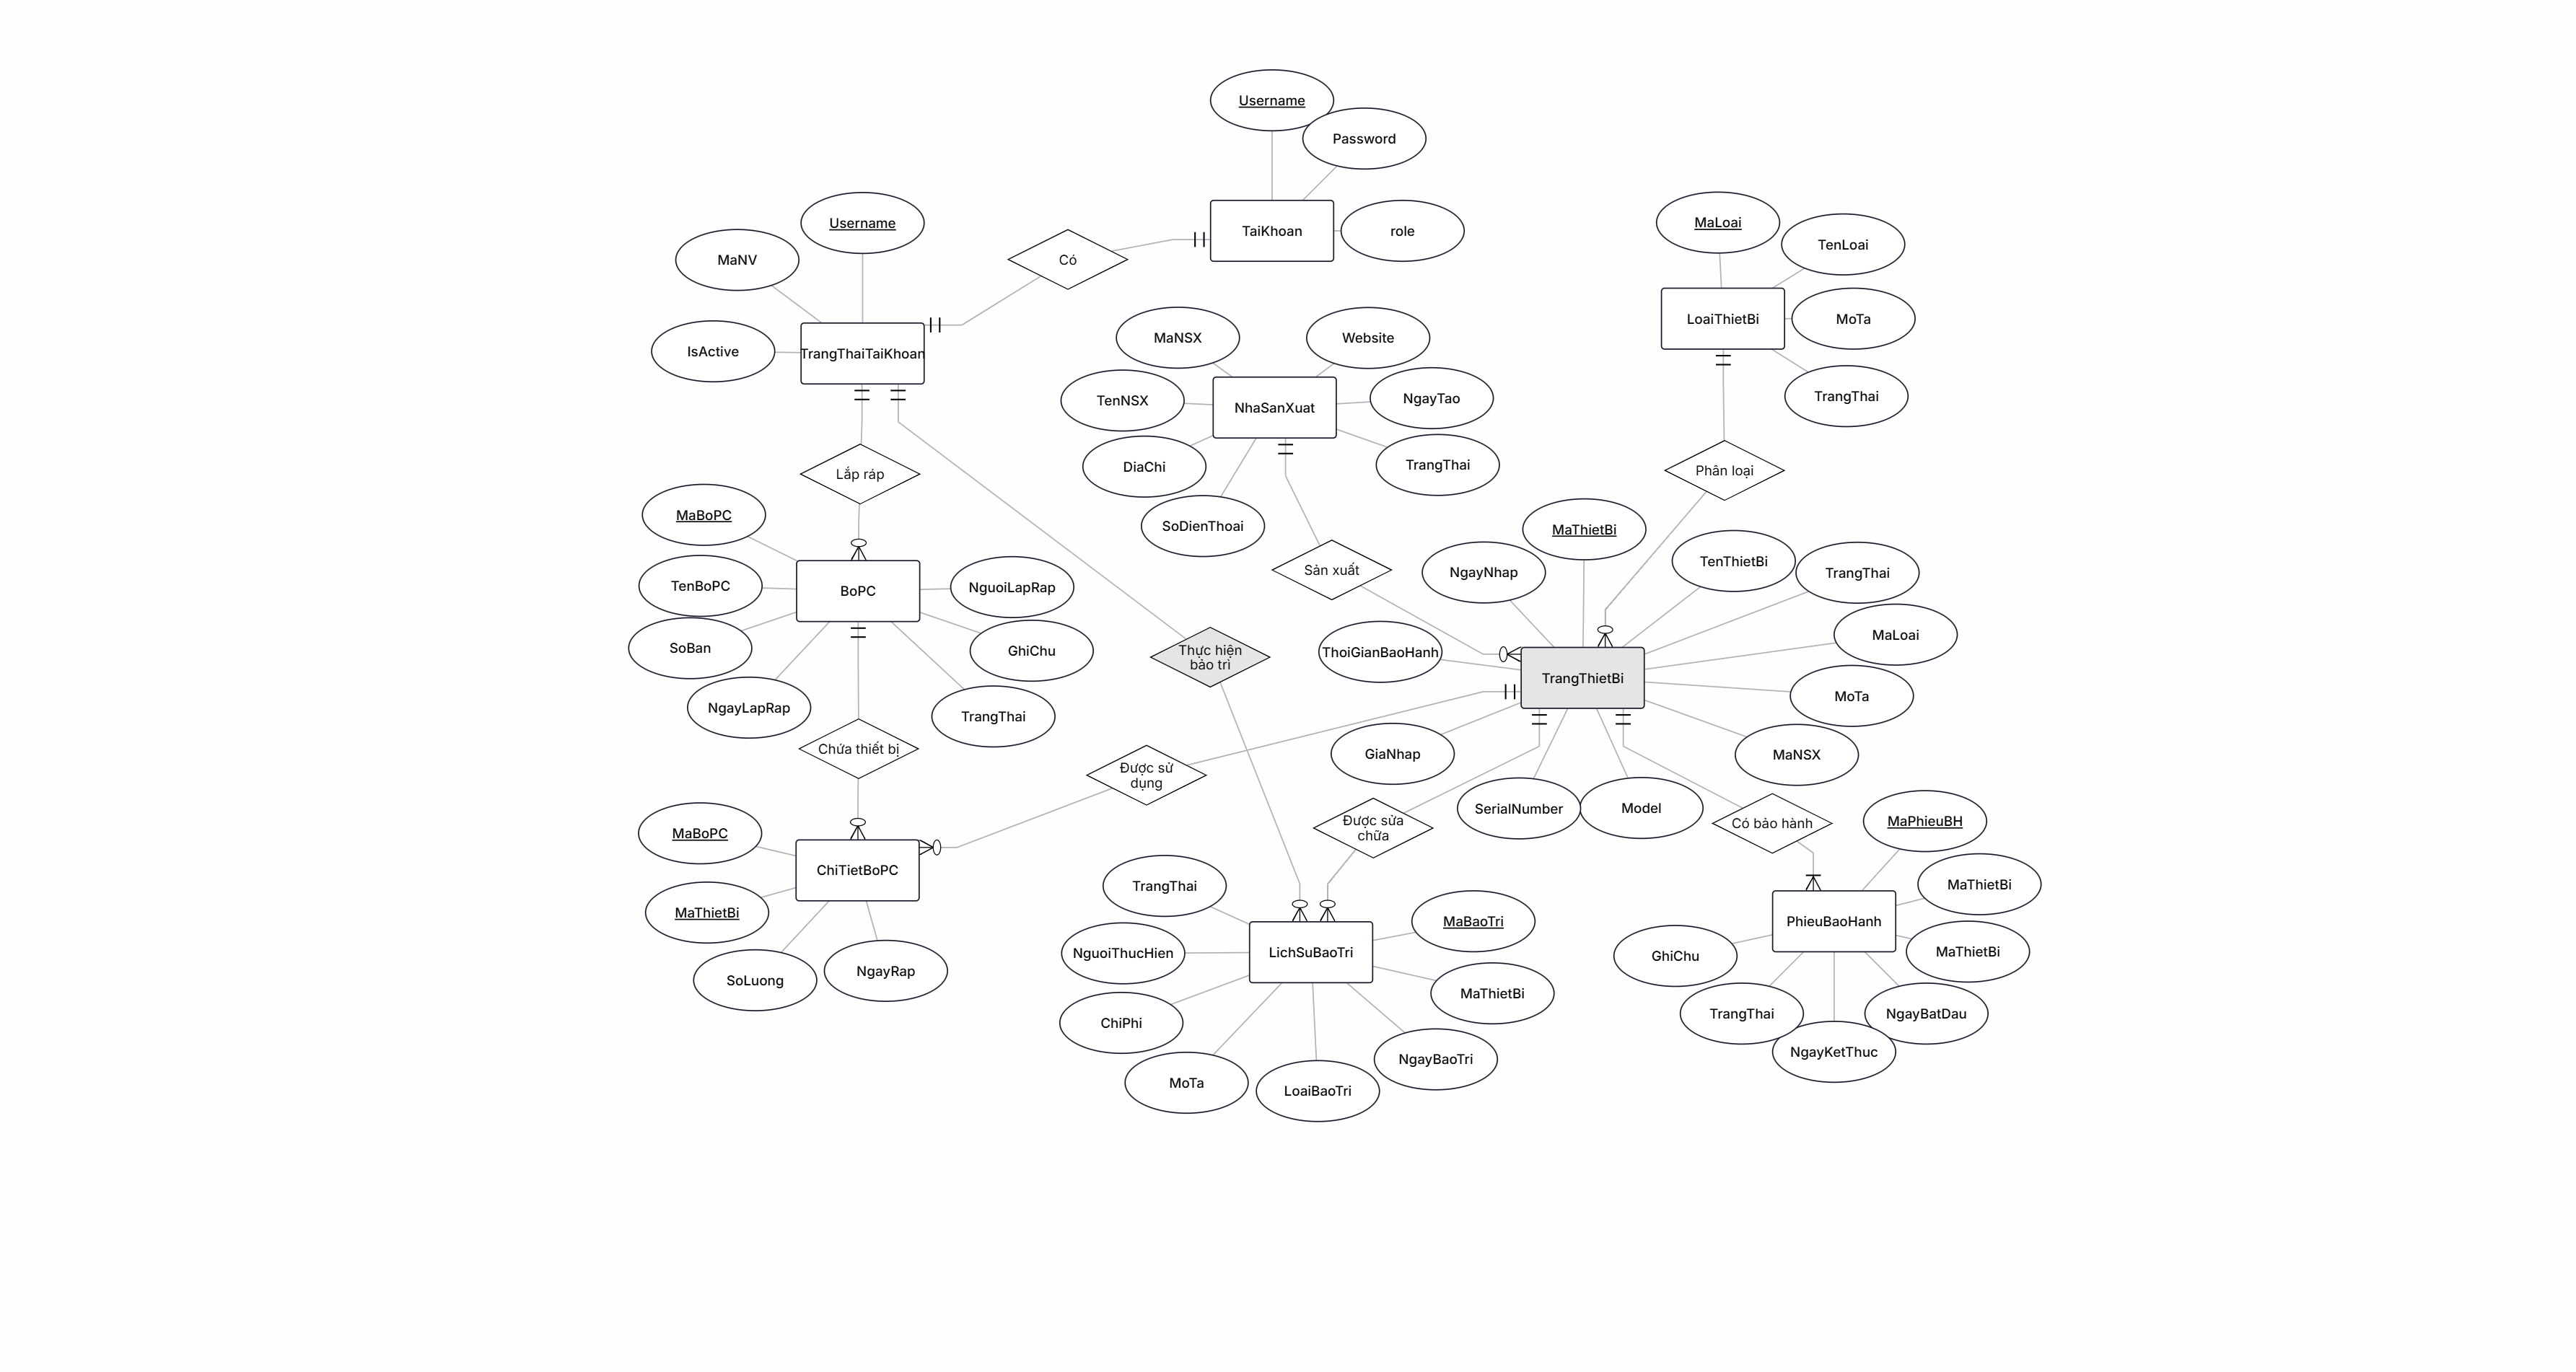 Username
Password
TaiKhoan
role
Có
Username
MaNV
IsActive
TrangThaiTaiKhoan
MaLoai
TenLoai
LoaiThietBi
MoTa
TrangThai
MaNSX
Website
TenNSX
NhaSanXuat
NgayTao
DiaChi
TrangThai
SoDienThoai
Lắp ráp
Phân loại
Sản xuất
MaBoPC
TenBoPC
BoPC
NguoiLapRap
SoBan
GhiChu
NgayLapRap
TrangThai
Thực hiện
bảo trì
MaThietBi
NgayNhap
TenThietBi
TrangThai
ThoiGianBaoHanh
MaLoai
TrangThietBi
MoTa
GiaNhap
MaNSX
SerialNumber
Model
Chứa thiết bị
Được sử
dụng
Được sửa
chữa
Có bảo hành
MaBoPC
ChiTietBoPC
MaThietBi
SoLuong
NgayRap
TrangThai
MaBaoTri
NguoiThucHien
LichSuBaoTri
MaThietBi
ChiPhi
NgayBaoTri
MoTa
LoaiBaoTri
MaPhieuBH
MaThietBi
PhieuBaoHanh
MaThietBi
GhiChu
TrangThai
NgayBatDau
NgayKetThuc